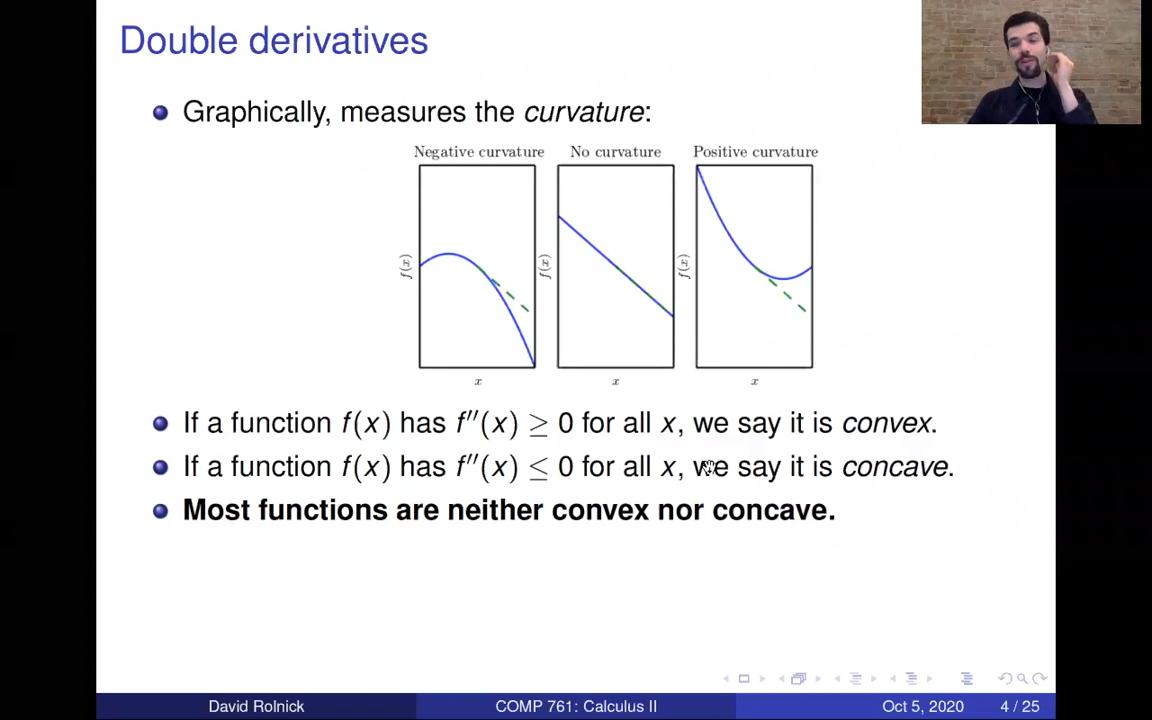 Double derivatives
Graphically, measures the curvature:
Negative curvature No curvature Positive curvature
f(x) f(x) f(x)
x x x
If a function f(x) has f′′(x) ≥ 0 for all x, we say it is convex.
If a function f(x) has f′′(x) ≤ 0 for all x, we say it is concave.
Most functions are neither convex nor concave.
David Rolnick COMP 761: Calculus II Oct 5, 2020 4 / 25